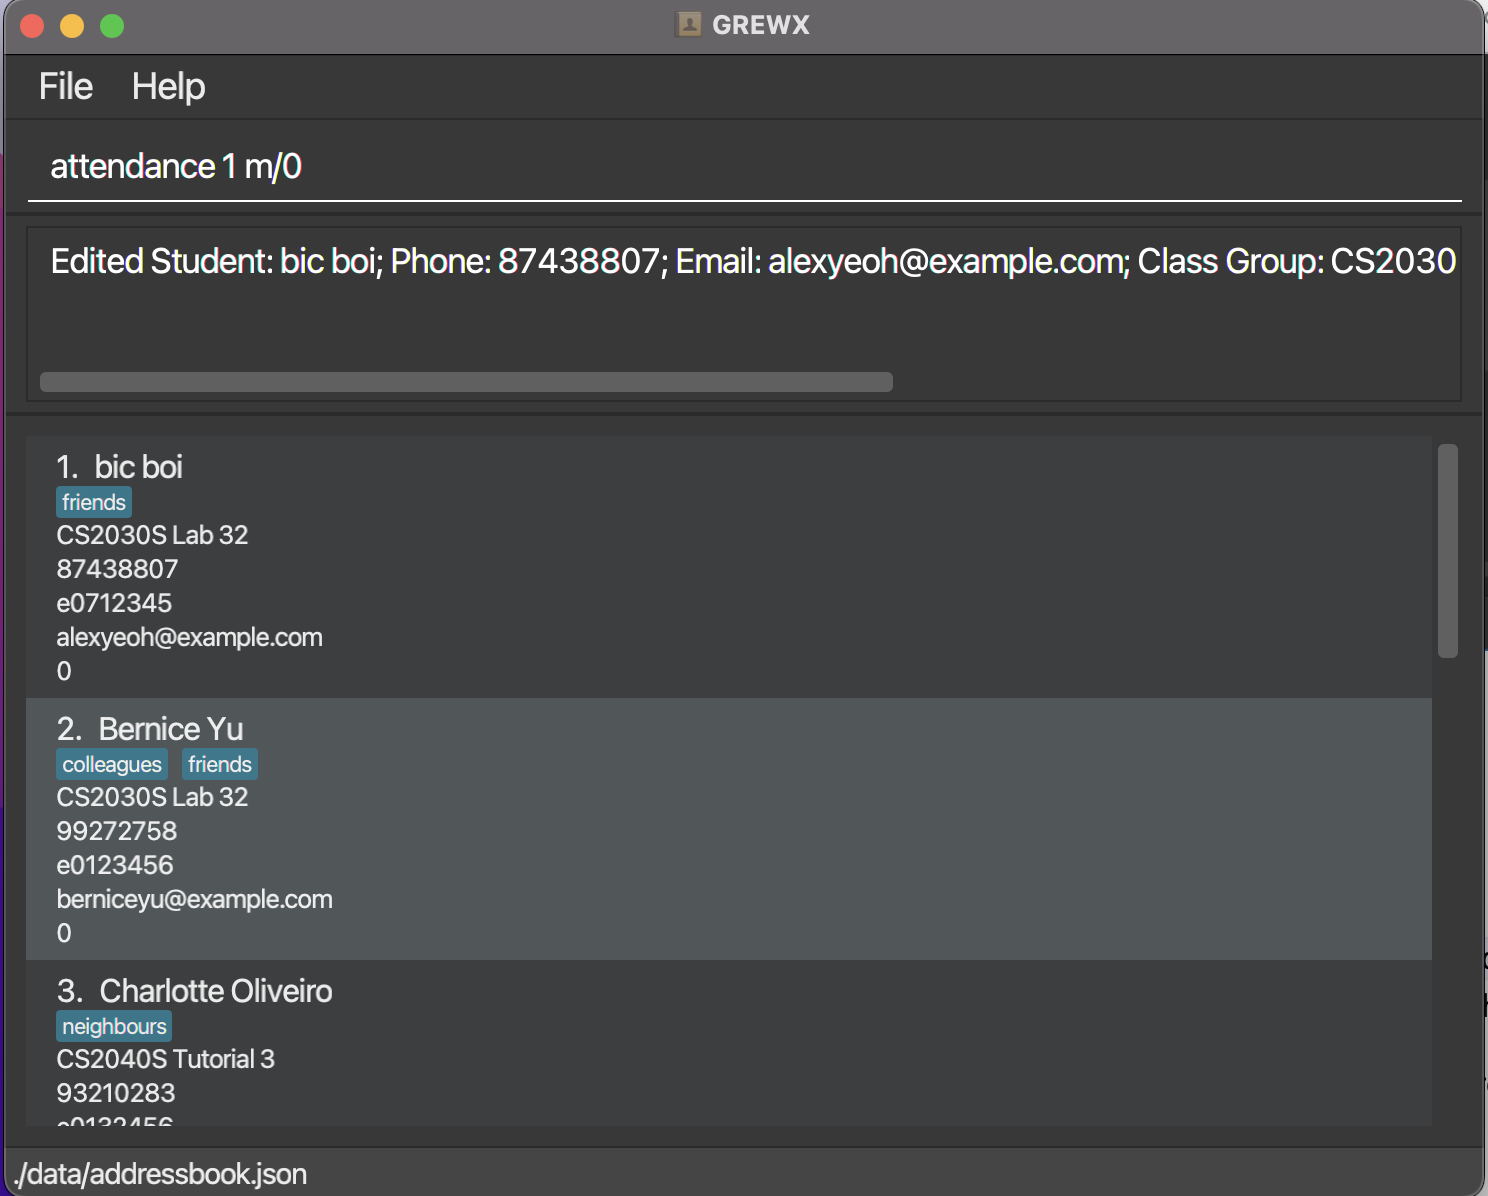 GREWX
File Help
attendance 1 m/0
Edited Student: bic boi; Phone: 87438807; Email: alexyeoh@example.com; Class Group: CS2030
1. bic boi
friends
CS2030S Lab 32
87438807
e0712345
alexyeoh@example.com
0
2. Bernice Yu
colleagues friends
CS2030S Lab 32
99272758
e0123456
berniceyu@example.com
0
3. Charlotte Oliveiro
neighbours
CS2040S Tutorial 3
93210283
./data/addressbook.json